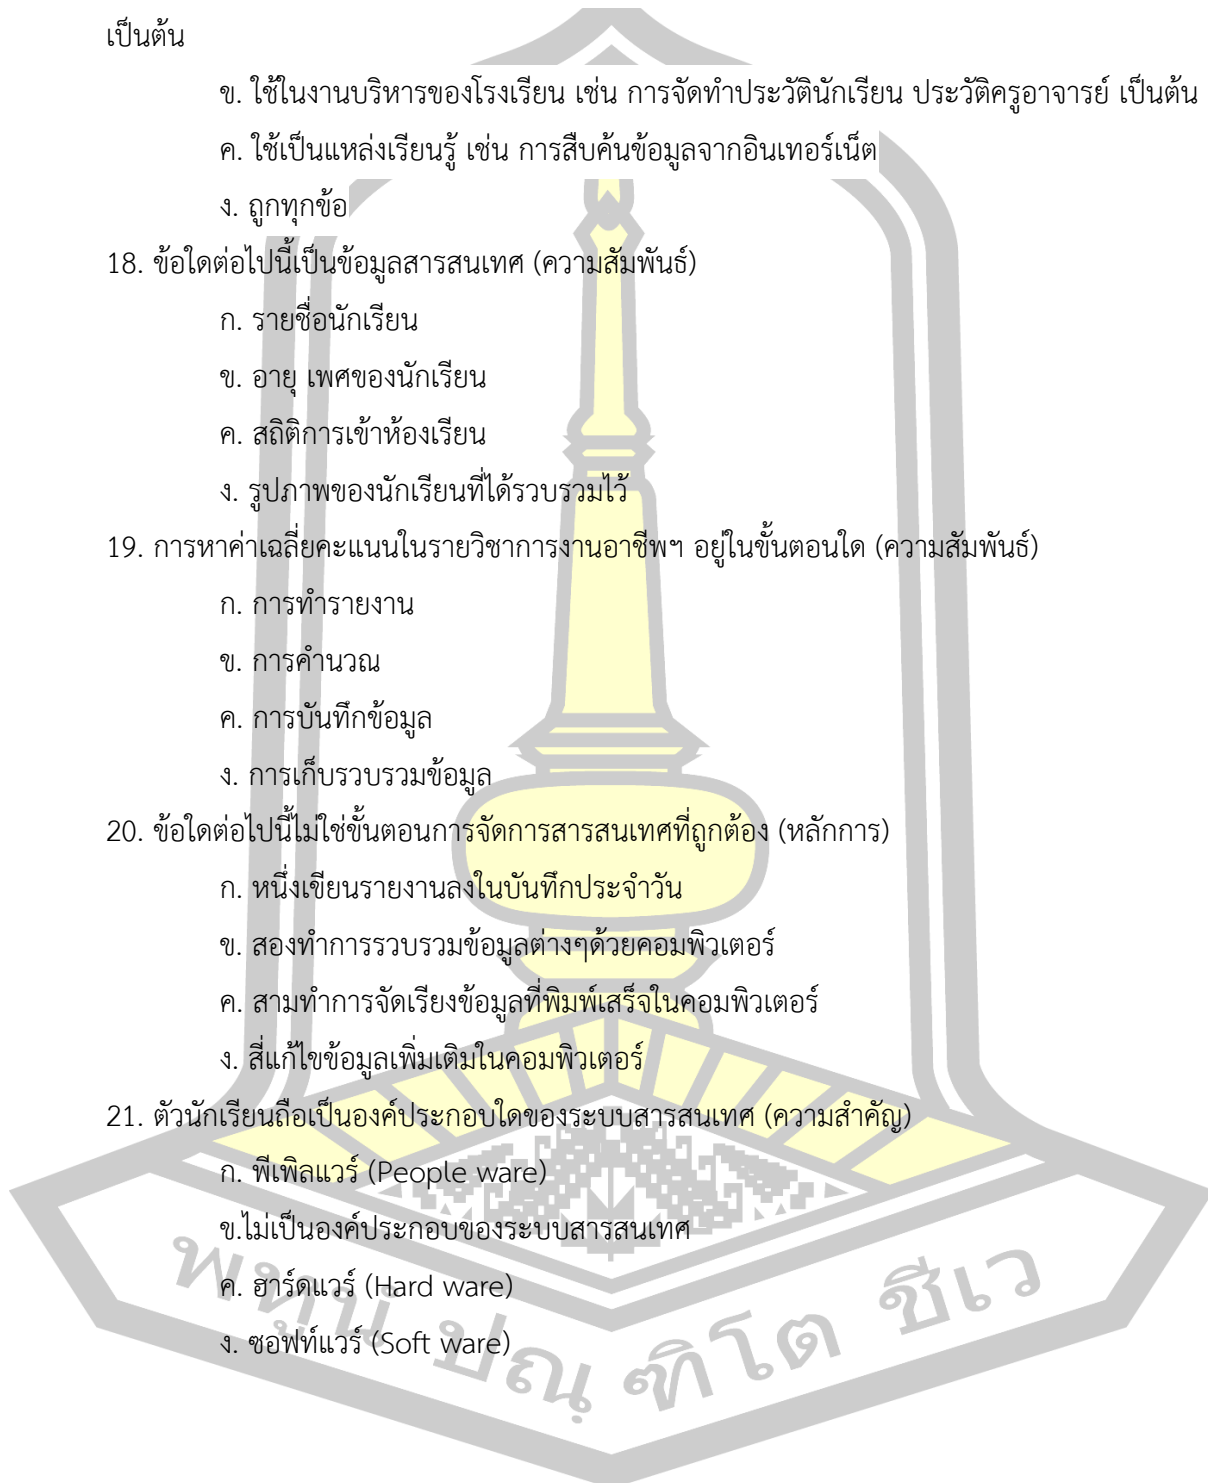 เป็นต้น
ข. ใช้ในงานบริหารของโรงเรียน เช่น การจัดทำประวัตินักเรียน ประวัติครูอาจารย์ เป็นต้น
ค. ใช้เป็นแหล่งเรียนรู้ เช่น การสืบค้นข้อมูลจากอินเทอร์เน็ต
ง. ถูกทุกข้อ
18. ข้อใดต่อไปนี้เป็นข้อมูลสารสนเทศ (ความสัมพันธ์)
ก. รายชื่อนักเรียน
ข. อายุ เพศของนักเรียน
ค. สถิติการเข้าห้องเรียน
ง. รูปภาพของนักเรียนที่ได้รวบรวมไว้
19. การหาค่าเฉลี่ยคะแนนในรายวิชาการงานอาชีพฯ อยู่ในขั้นตอนใด (ความสัมพันธ์)
ก. การทำรายงาน
ข. การคำนวณ
ค. การบันทึกข้อมูล
ง. การเก็บรวบรวมข้อมูล
20. ข้อใดต่อไปนี้ไม่ใช่ขั้นตอนการจัดการสารสนเทศที่ถูกต้อง (หลักการ)
ก. หนึ่งเขียนรายงานลงในบันทึกประจำวัน
ข. สองทำการรวบรวมข้อมูลต่างๆด้วยคอมพิวเตอร์
ค. สามทำการจัดเรียงข้อมูลที่พิมพ์เสร็จในคอมพิวเตอร์
ง. สี่แก้ไขข้อมูลเพิ่มเติมในคอมพิวเตอร์
21. ตัวนักเรียนถือเป็นองค์ประกอบใดของระบบสารสนเทศ (ความสำคัญ)
ก. พีเพิลแวร์ (People ware)
ข.ไม่เป็นองค์ประกอบของระบบสารสนเทศ
ค. ฮาร์ดแวร์ (Hard ware)
ง. ซอฟท์แวร์ (Soft ware)
พหูนํ ปณฺฑิโต ชีเว